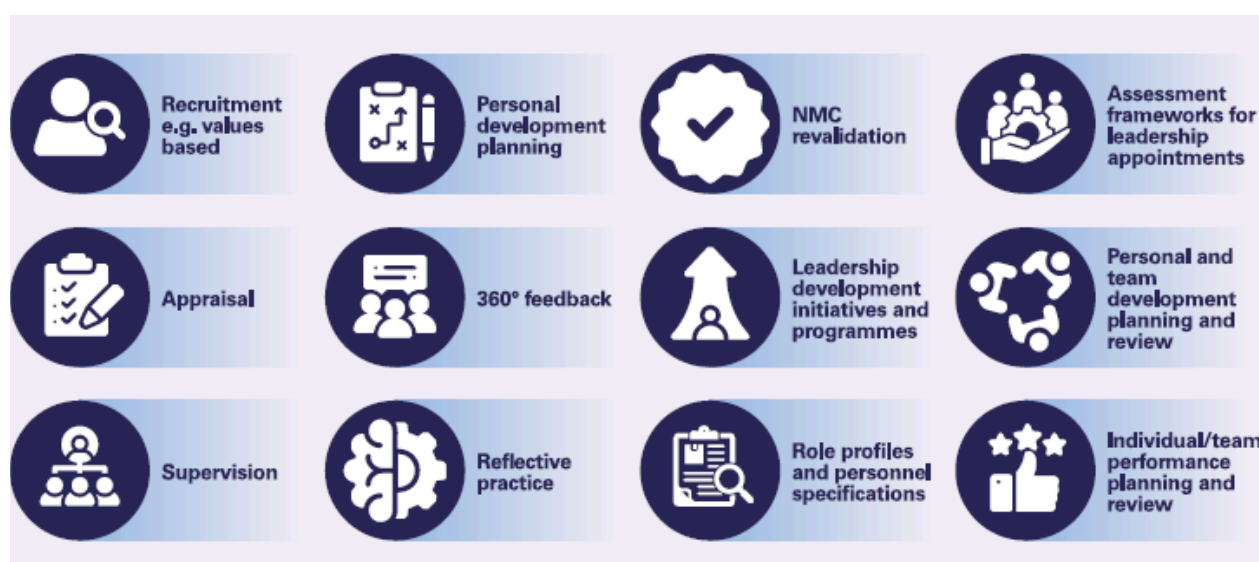 Recruitment
e.g. values
based
Personal
development
planning
NMC
revalidation
Assessment
frameworks for
leadership
appointments
Appraisal
360° feedback
Leadership
development
initiatives and
programmes
Personal and
team
development
planning and
review
Supervision
Reflective
practice
Role profiles
and personnel
specifications
Individual/team
performance
planning and
review